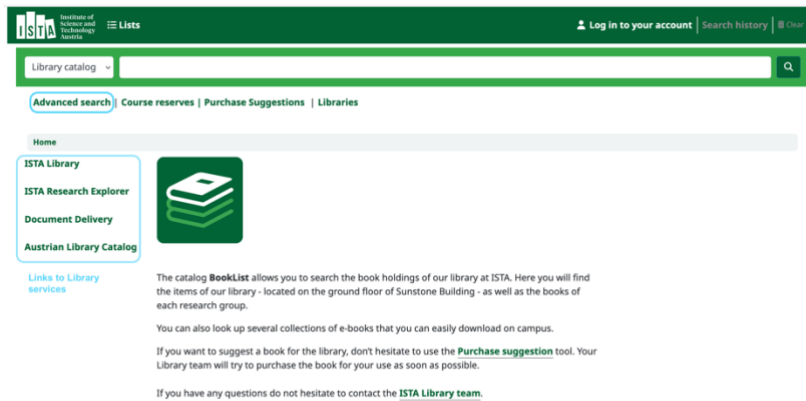 ISTA
Institute of
Science and
Technology
Austria
Lists
Log in to your account
Search history
Clear
Library catalog
Advanced search | Course reserves | Purchase Suggestions | Libraries
Home
ISTA Library
ISTA Research Explorer
Document Delivery
Austrian Library Catalog
Links to Library
services
The catalog BookList allows you to search the book holdings of our library at ISTA. Here you will find
the items of our library - located on the ground floor of Sunstone Building - as well as the books of
each research group.
You can also look up several collections of e-books that you can easily download on campus.
If you want to suggest a book for the library, don't hesitate to use the Purchase suggestion tool. Your
Library team will try to purchase the book for your use as soon as possible.
If you have any questions do not hesitate to contact the ISTA Library team.